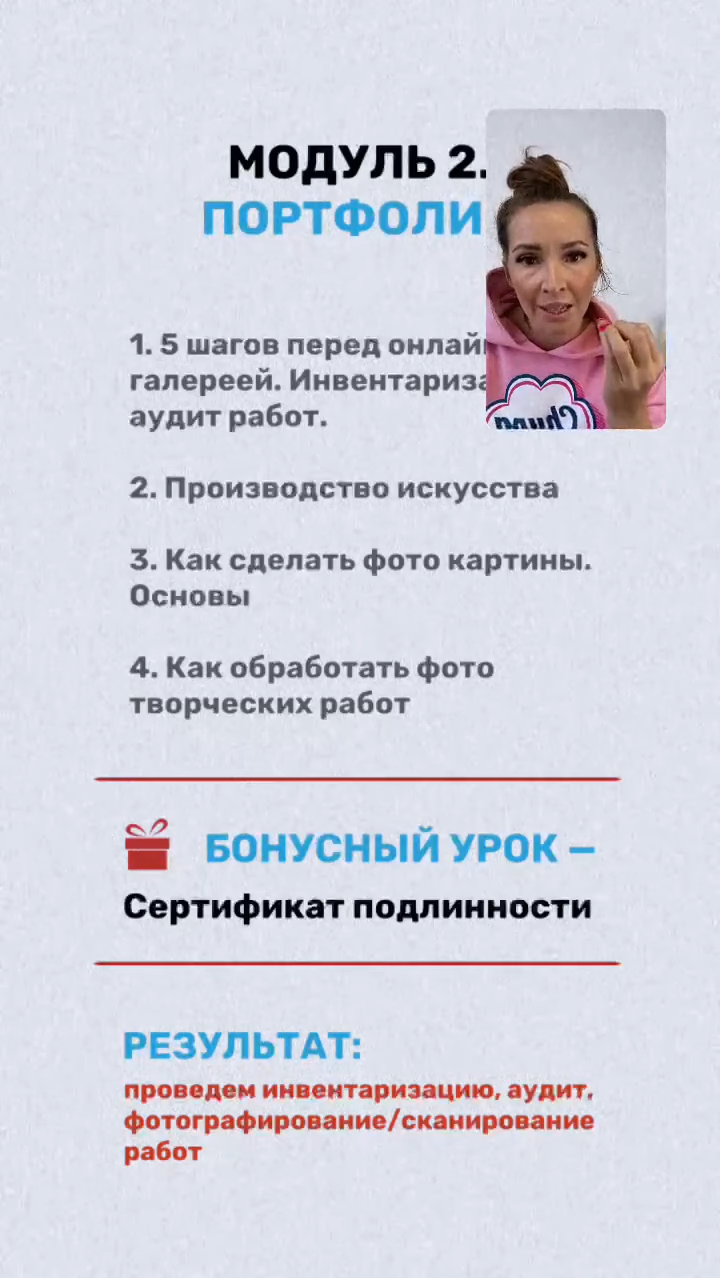 МОДУЛЬ 2.
ПОРТФОЛИ
1. 5 шагов перед онлай
галереей. Инвентариза
аудит работ.
2. Производство искусства
3. Как сделать фото картины.
Основы
4. Как обработать фото
творческих работ
БОНУСНЫЙ УРОК –
Сертификат подлинности
РЕЗУЛЬТАТ:
проведем инвентаризацию, аудит,
фотографирование/сканирование
работ